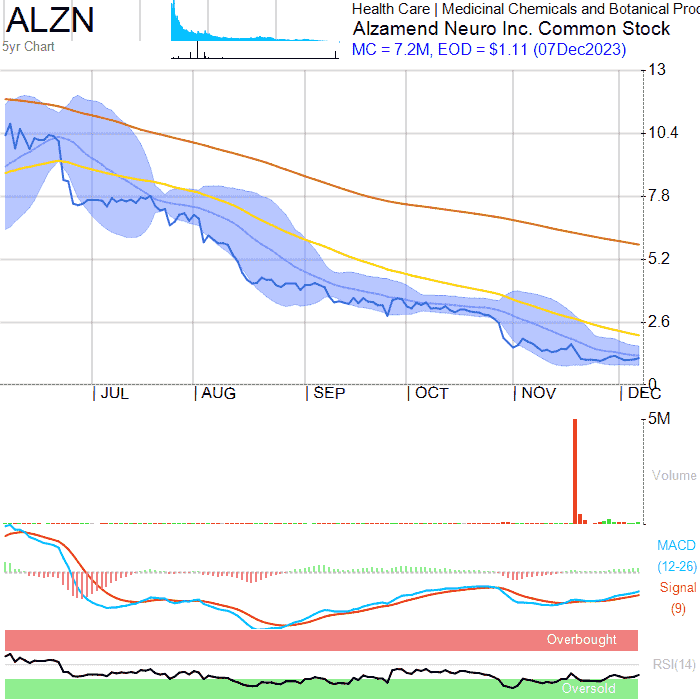 ALZN
5yr Chart
Health Care | Medicinal Chemicals and Botanical Proc
Alzamend Neuro Inc. Common Stock
MC = 7.2M, EOD = $1.11 (07Dec2023)
13
10.4
7.8
5.2
2.6
0
JUL AUG SEP OCT NOV DEC
5M
Volume
MACD
(12-26)
Signal
(9)
Overbought
RSI(14)
Oversold